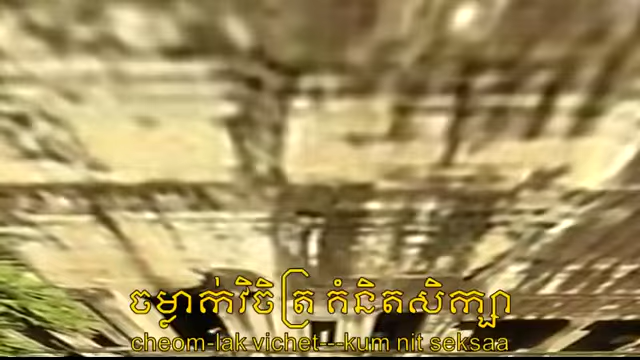 ចម្លាក់វិចិត្រ គំនិតសិក្សា
cheom-lak vichet---kum nit seksaa